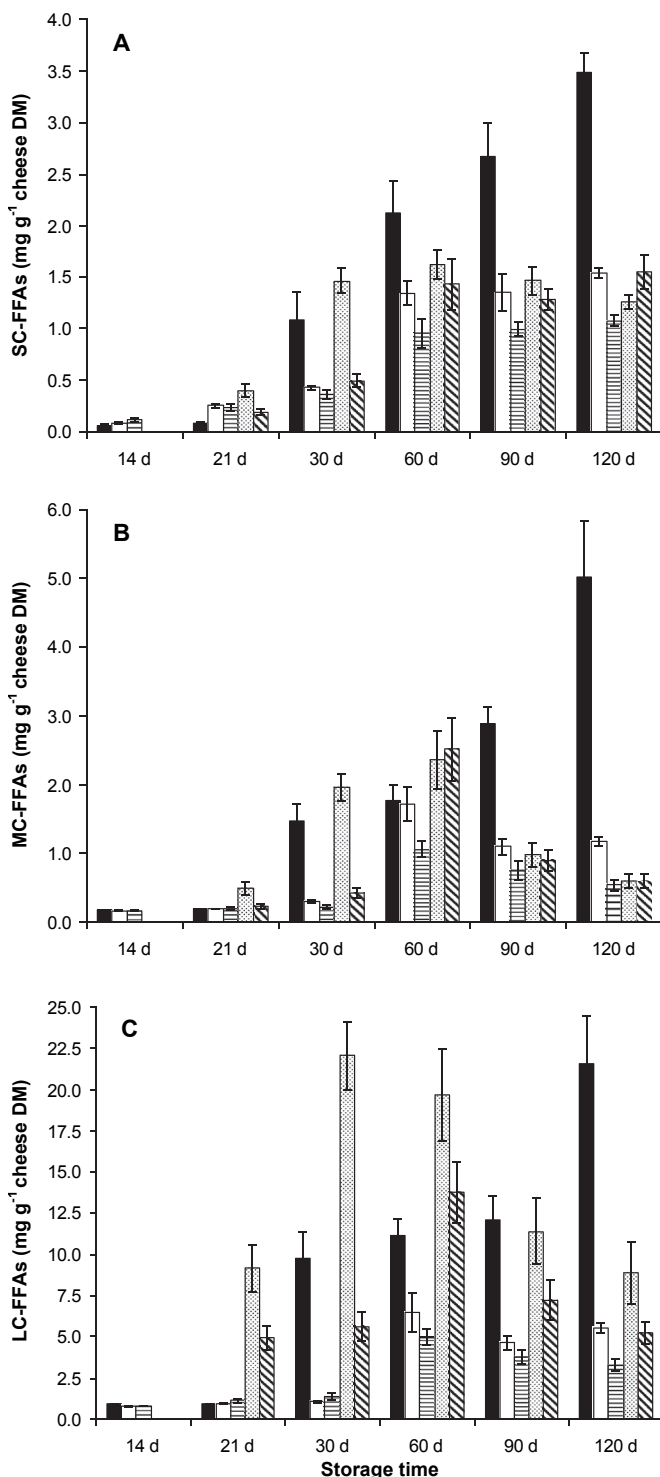 A
SC-FFAs (mg g⁻¹ cheese DM)
4.0
3.5
3.0
2.5
2.0
1.5
1.0
0.5
0.0
14 d 21 d 30 d 60 d 90 d 120 d
B
MC-FFAs (mg g⁻¹ cheese DM)
6.0
5.0
4.0
3.0
2.0
1.0
0.0
14 d 21 d 30 d 60 d 90 d 120 d
C
LC-FFAs (mg g⁻¹ cheese DM)
25.0
22.5
20.0
17.5
15.0
12.5
10.0
7.5
5.0
2.5
0.0
14 d 21 d 30 d 60 d 90 d 120 d
Storage time